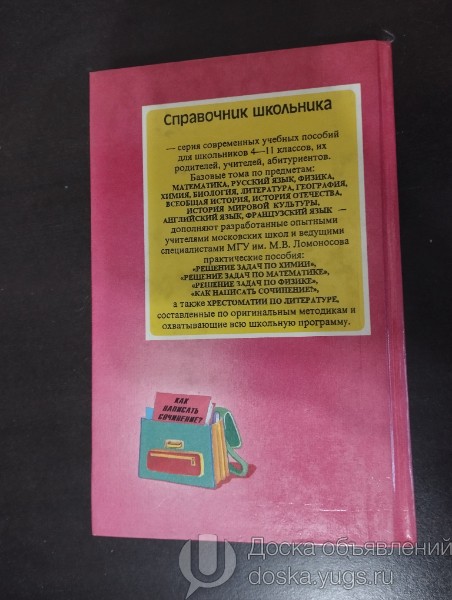 Справочник школьника
— серия современных учебных пособий
для школьников 4—11 классов, их
родителей, учителей, абитуриентов.
Базовые тома по предметам:
МАТЕМАТИКА, РУССКИЙ ЯЗЫК, ФИЗИКА,
ХИМИЯ, БИОЛОГИЯ, ЛИТЕРАТУРА, ГЕОГРАФИЯ,
ВСЕОБЩАЯ ИСТОРИЯ, ИСТОРИЯ ОТЕЧЕСТВА,
ИСТОРИЯ МИРОВОЙ КУЛЬТУРЫ,
АНГЛИЙСКИЙ ЯЗЫК, ФРАНЦУЗСКИЙ ЯЗЫК —
дополняют разработанные опытными
учителями московских школ и ведущими
специалистами МГУ им. М.В. Ломоносова
практические пособия:
«РЕШЕНИЕ ЗАДАЧ ПО ХИМИИ»,
«РЕШЕНИЕ ЗАДАЧ ПО МАТЕМАТИКЕ»,
«РЕШЕНИЕ ЗАДАЧ ПО ФИЗИКЕ»,
«КАК НАПИСАТЬ СОЧИНЕНИЕ?»,
а также ХРЕСТОМАТИИ ПО ЛИТЕРАТУРЕ,
составленные по оригинальным методикам и
охватывающие всю школьную программу.
КАК
НАПИСАТЬ
СОЧИНЕНИЕ?
Доска объявлений
doska.yugs.ru